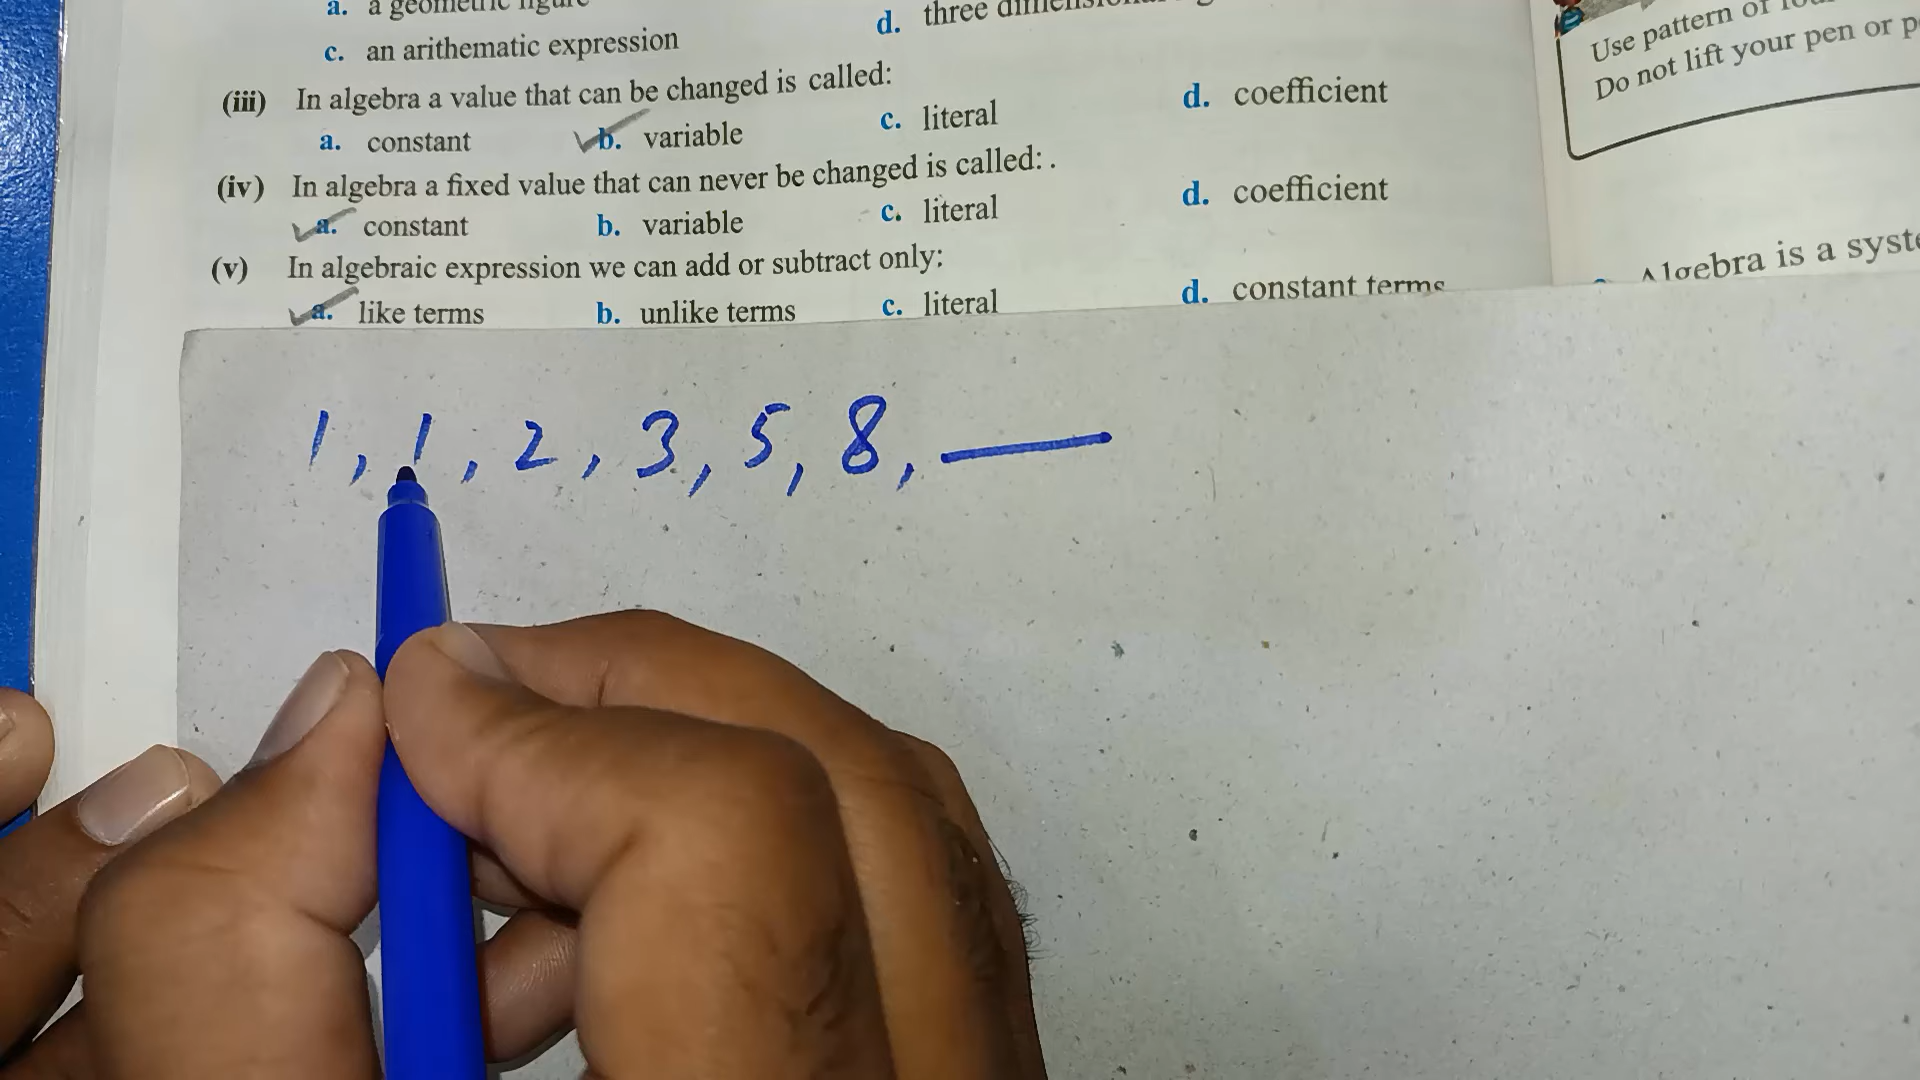 a. a geometric figure
d. three
c. an arithematic expression
(iii) In algebra a value that can be changed is called:
a. constant b. variable c. literal d. coefficient
(iv) In algebra a fixed value that can never be changed is called: .
a. constant b. variable c. literal d. coefficient
(v) In algebraic expression we can add or subtract only:
a. like terms b. unlike terms c. literal d. constant terms
1, 1, 2, 3, 5, 8, ____
Use pattern of
Do not lift your pen or
Algebra is a